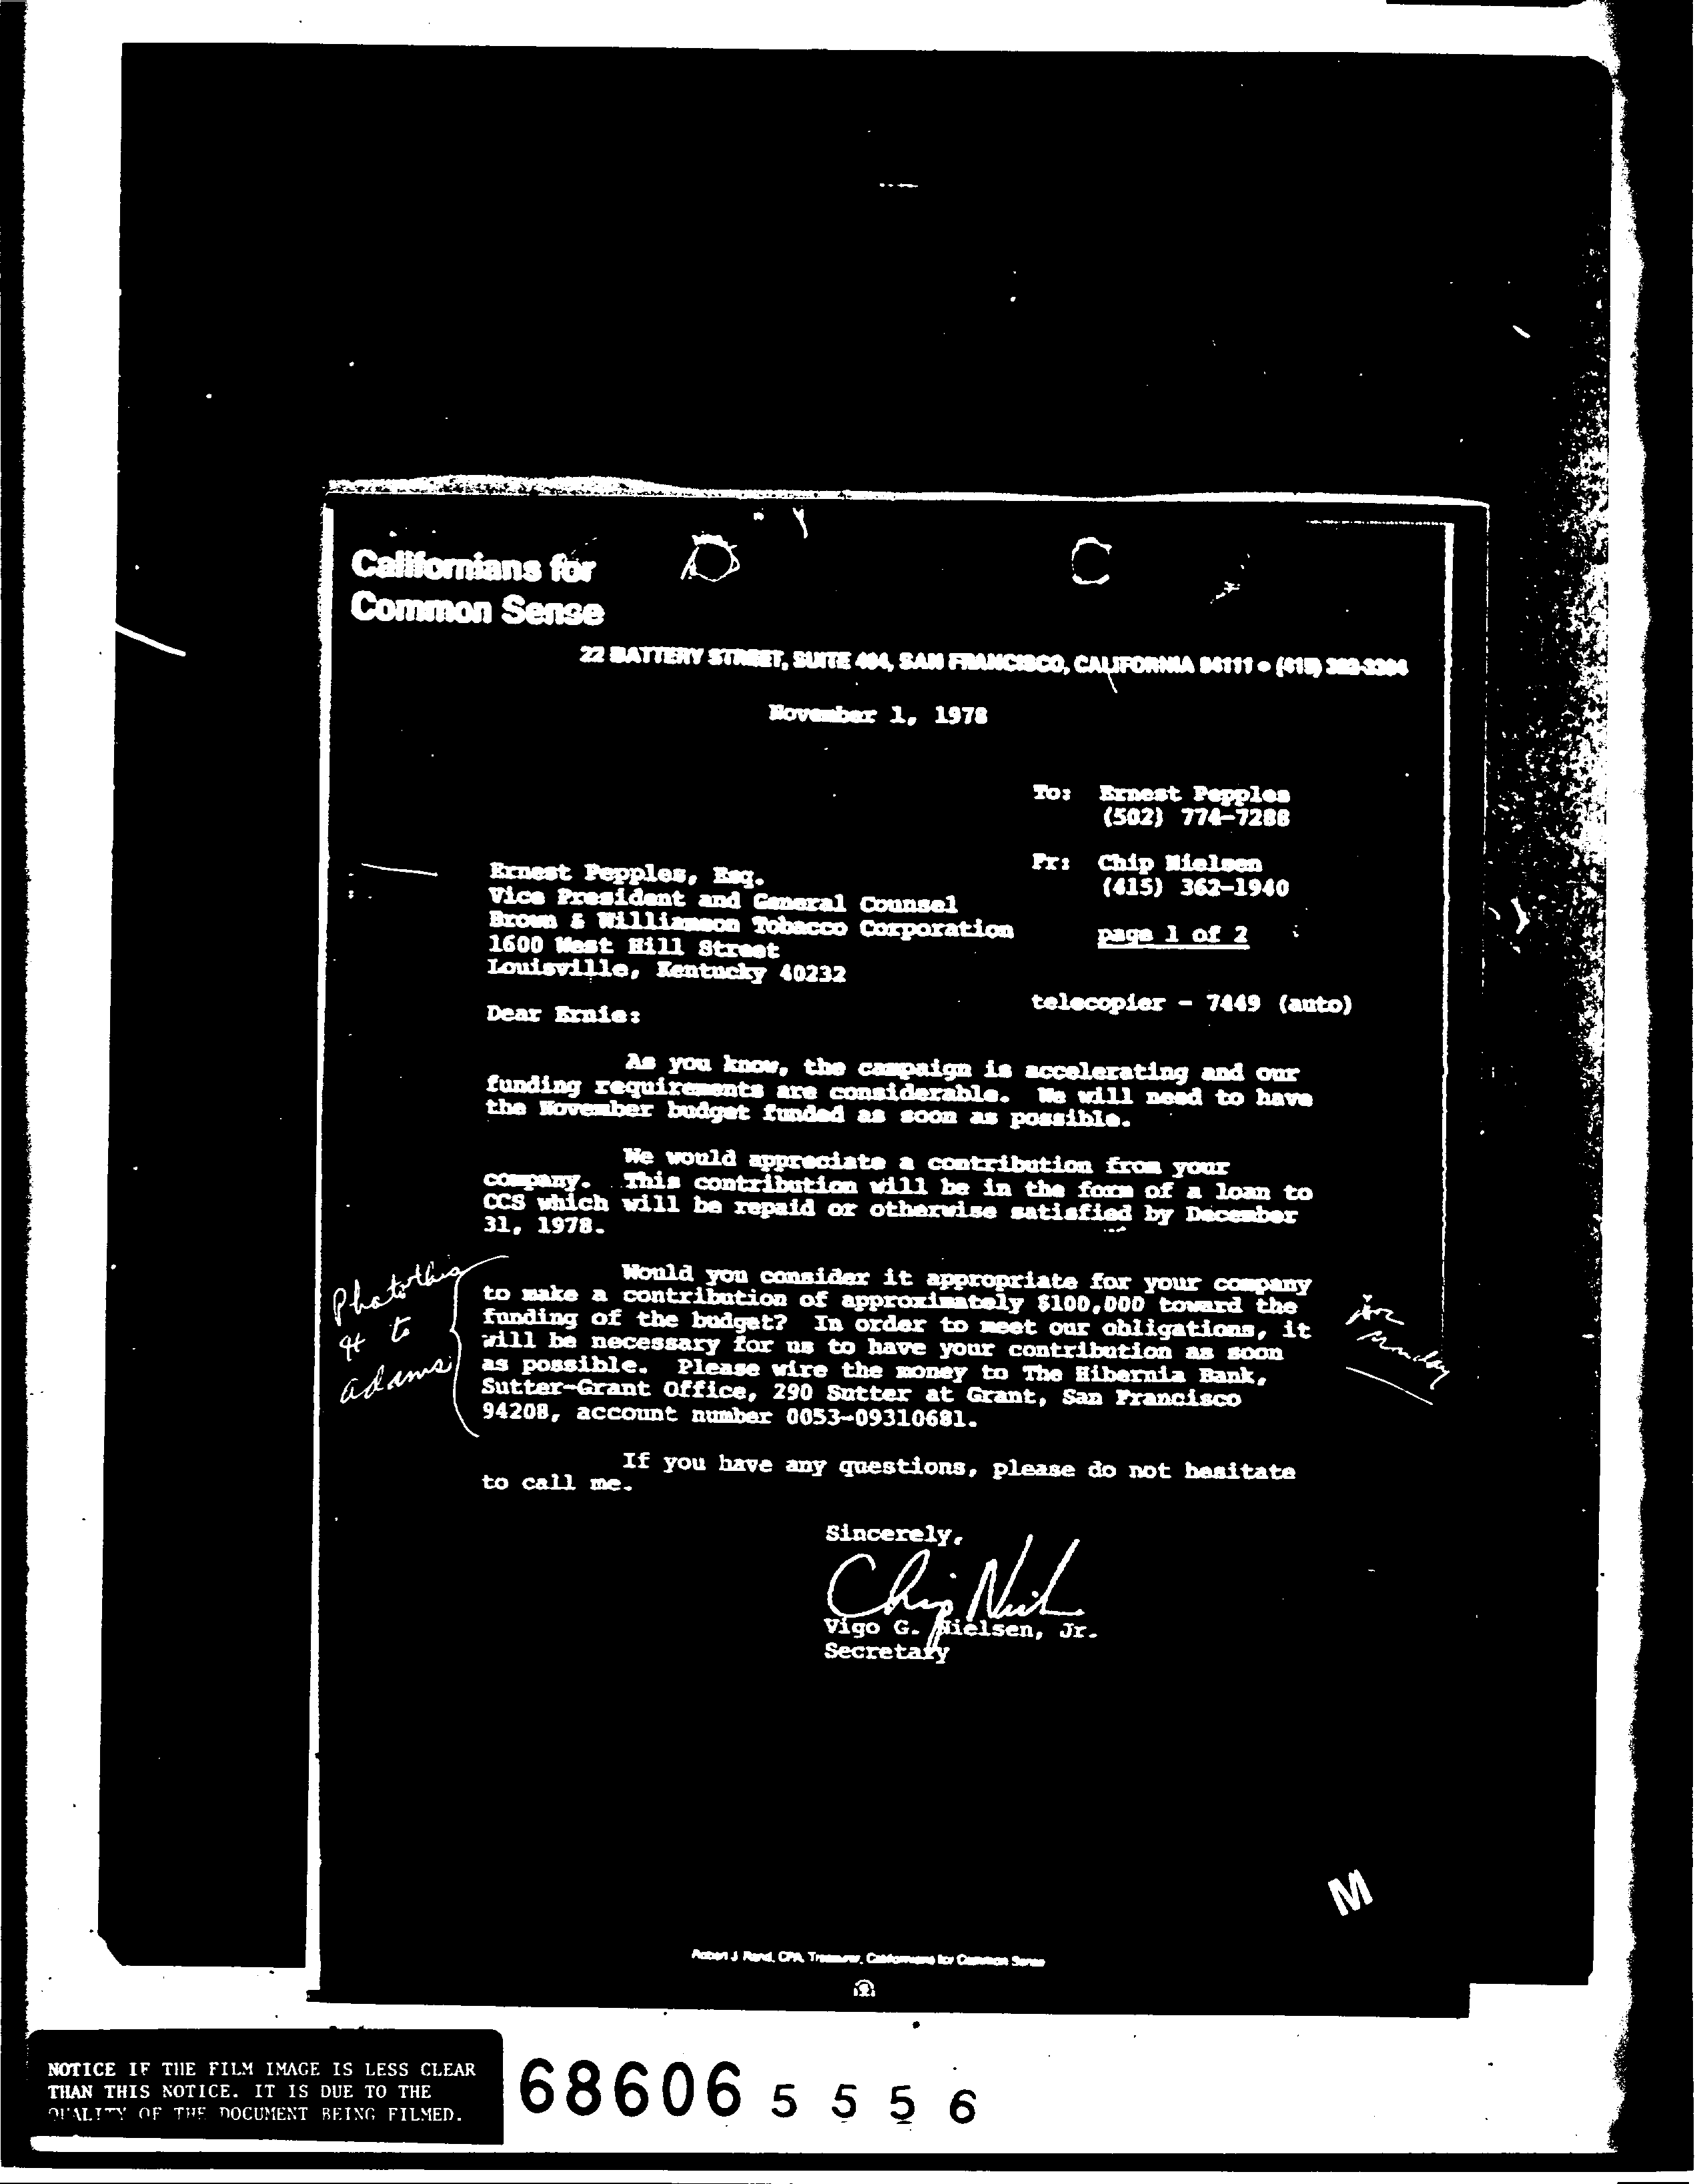 Californians for
Common Sense
22 BATTERY STREET, SUITE 404, SAN FRANCISCO, CALIFORNIA 94111 • (415)
November 1, 1978
To: Ernest Pepples
(502) 774-7288
Fr: Chip Nielsen
(415) 362-1940
page 1 of 2
Ernest Pepples, Esq.
Vice President and General Counsel
Brown & Williamson Tobacco Corporation
1600 West Hill Street
Louisville, Kentucky 40232
telecopier - 7449 (auto)
Dear Ernie:
As you know, the campaign is accelerating and our
funding requirements are considerable. We will need to have
the November budget funded as soon as possible.
We would appreciate a contribution from your
company. This contribution will be in the form of a loan to
CCS which will be repaid or otherwise satisfied by December
31, 1978.
Would you consider it appropriate for your company
to make a contribution of approximately $100,000 toward the
funding of the budget? In order to meet our obligations, it
will be necessary for us to have your contribution as soon
as possible. Please wire the money to The Hibernia Bank,
Sutter-Grant Office, 290 Sutter at Grant, San Francisco
94208, account number 0053-09310681.
Photo this
to
adams
for
If you have any questions, please do not hesitate
to call me.
Sincerely,
Chip Niel
Vigo G. Nielsen, Jr.
Secretary
M
Robert J. Rand, CPA, Treasurer, Californians for Common Sense
NOTICE IF THE FILM IMAGE IS LESS CLEAR
THAN THIS NOTICE. IT IS DUE TO THE
QUALITY OF THE DOCUMENT BEING FILMED.
68606 5 5 5 6